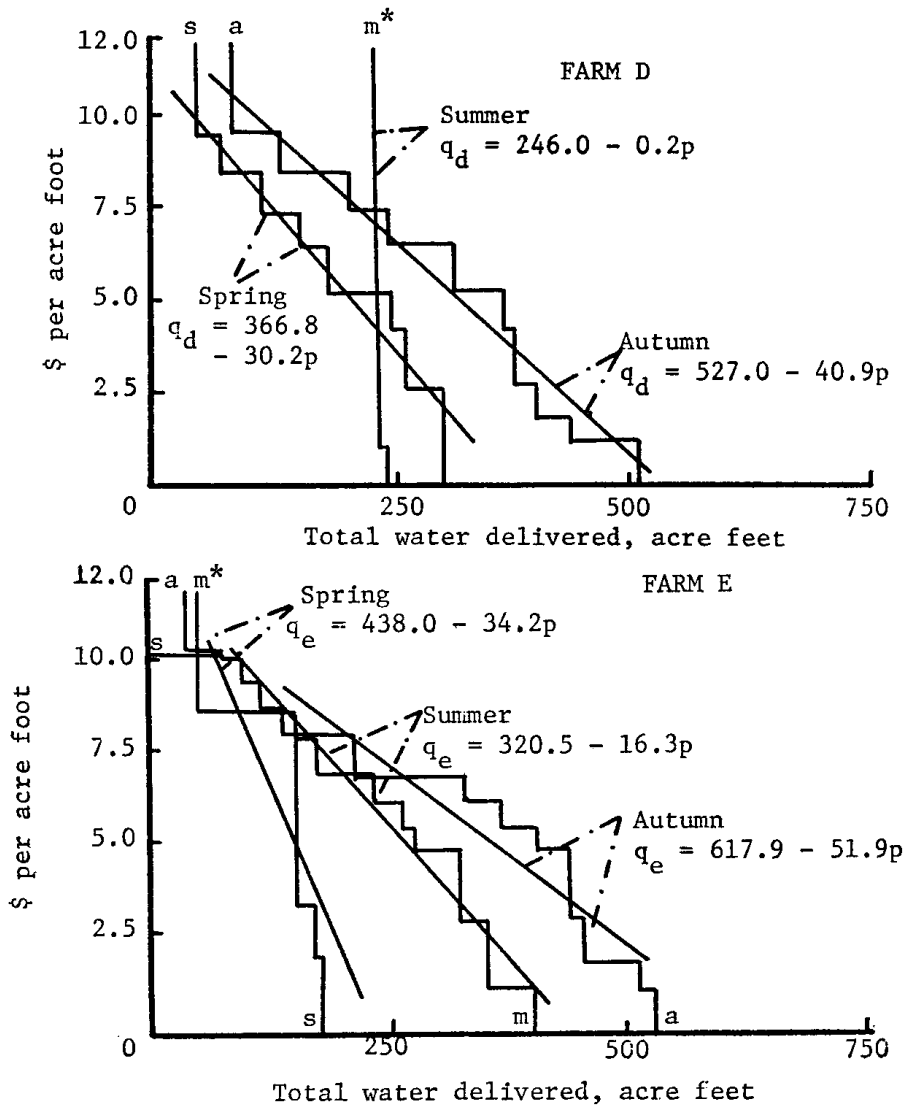 s a m*
12.0
FARM D
10.0
Summer
q_d = 246.0 - 0.2p
7.5
5.0
Spring
q_d = 366.8
- 30.2p
Autumn
q_d = 527.0 - 40.9p
2.5
$ per acre foot
0 250 500 750
Total water delivered, acre feet
12.0 a m*
FARM E
Spring
q_e = 438.0 - 34.2p
s
10.0
7.5
Summer
q_e = 320.5 - 16.3p
5.0
Autumn
q_e = 617.9 - 51.9p
2.5
$ per acre foot
s m a
0 250 500 750
Total water delivered, acre feet